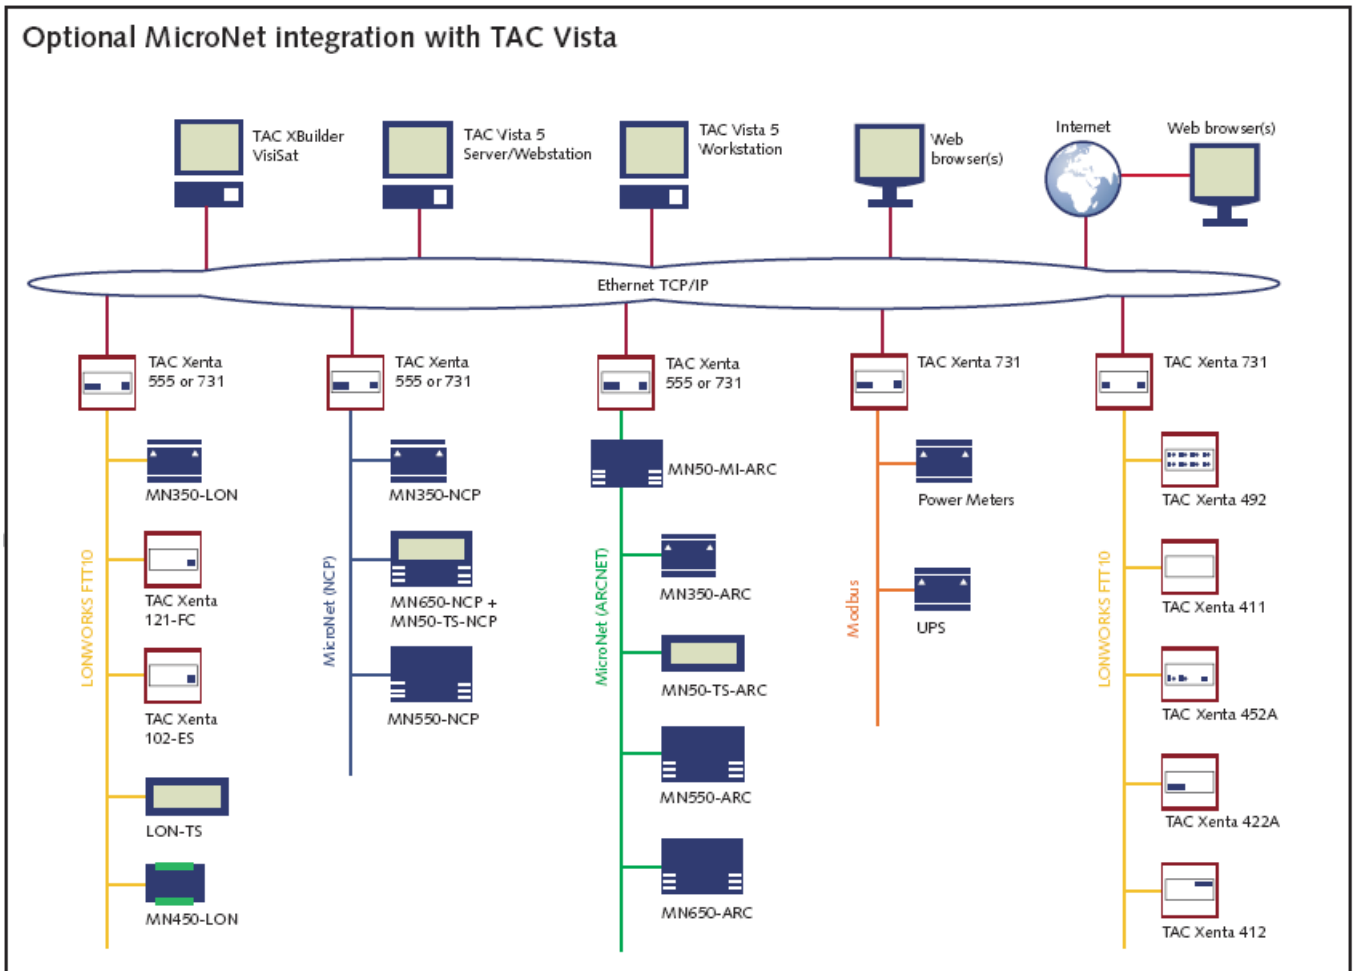 Optional MicroNet integration with TAC Vista
TAC XBuilder
VisiSat
TAC Vista 5
Server/Webstation
TAC Vista 5
Workstation
Web
browser(s)
Internet
Web browser(s)
Ethernet TCP/IP
TAC Xenta
555 or 731
TAC Xenta
555 or 731
TAC Xenta
555 or 731
TAC Xenta 731
TAC Xenta 731
LONWORKS FTT10
MN350-LON
TAC Xenta
121-FC
TAC Xenta
102-ES
LON-TS
MN450-LON
MicroNet (NCP)
MN350-NCP
MN650-NCP +
MN50-TS-NCP
MN550-NCP
MicroNet (ARCNET)
MN50-MI-ARC
MN350-ARC
MN50-TS-ARC
MN550-ARC
MN650-ARC
Modbus
Power Meters
UPS
LONWORKS FTT10
TAC Xenta 492
TAC Xenta 411
TAC Xenta 452A
TAC Xenta 422A
TAC Xenta 412